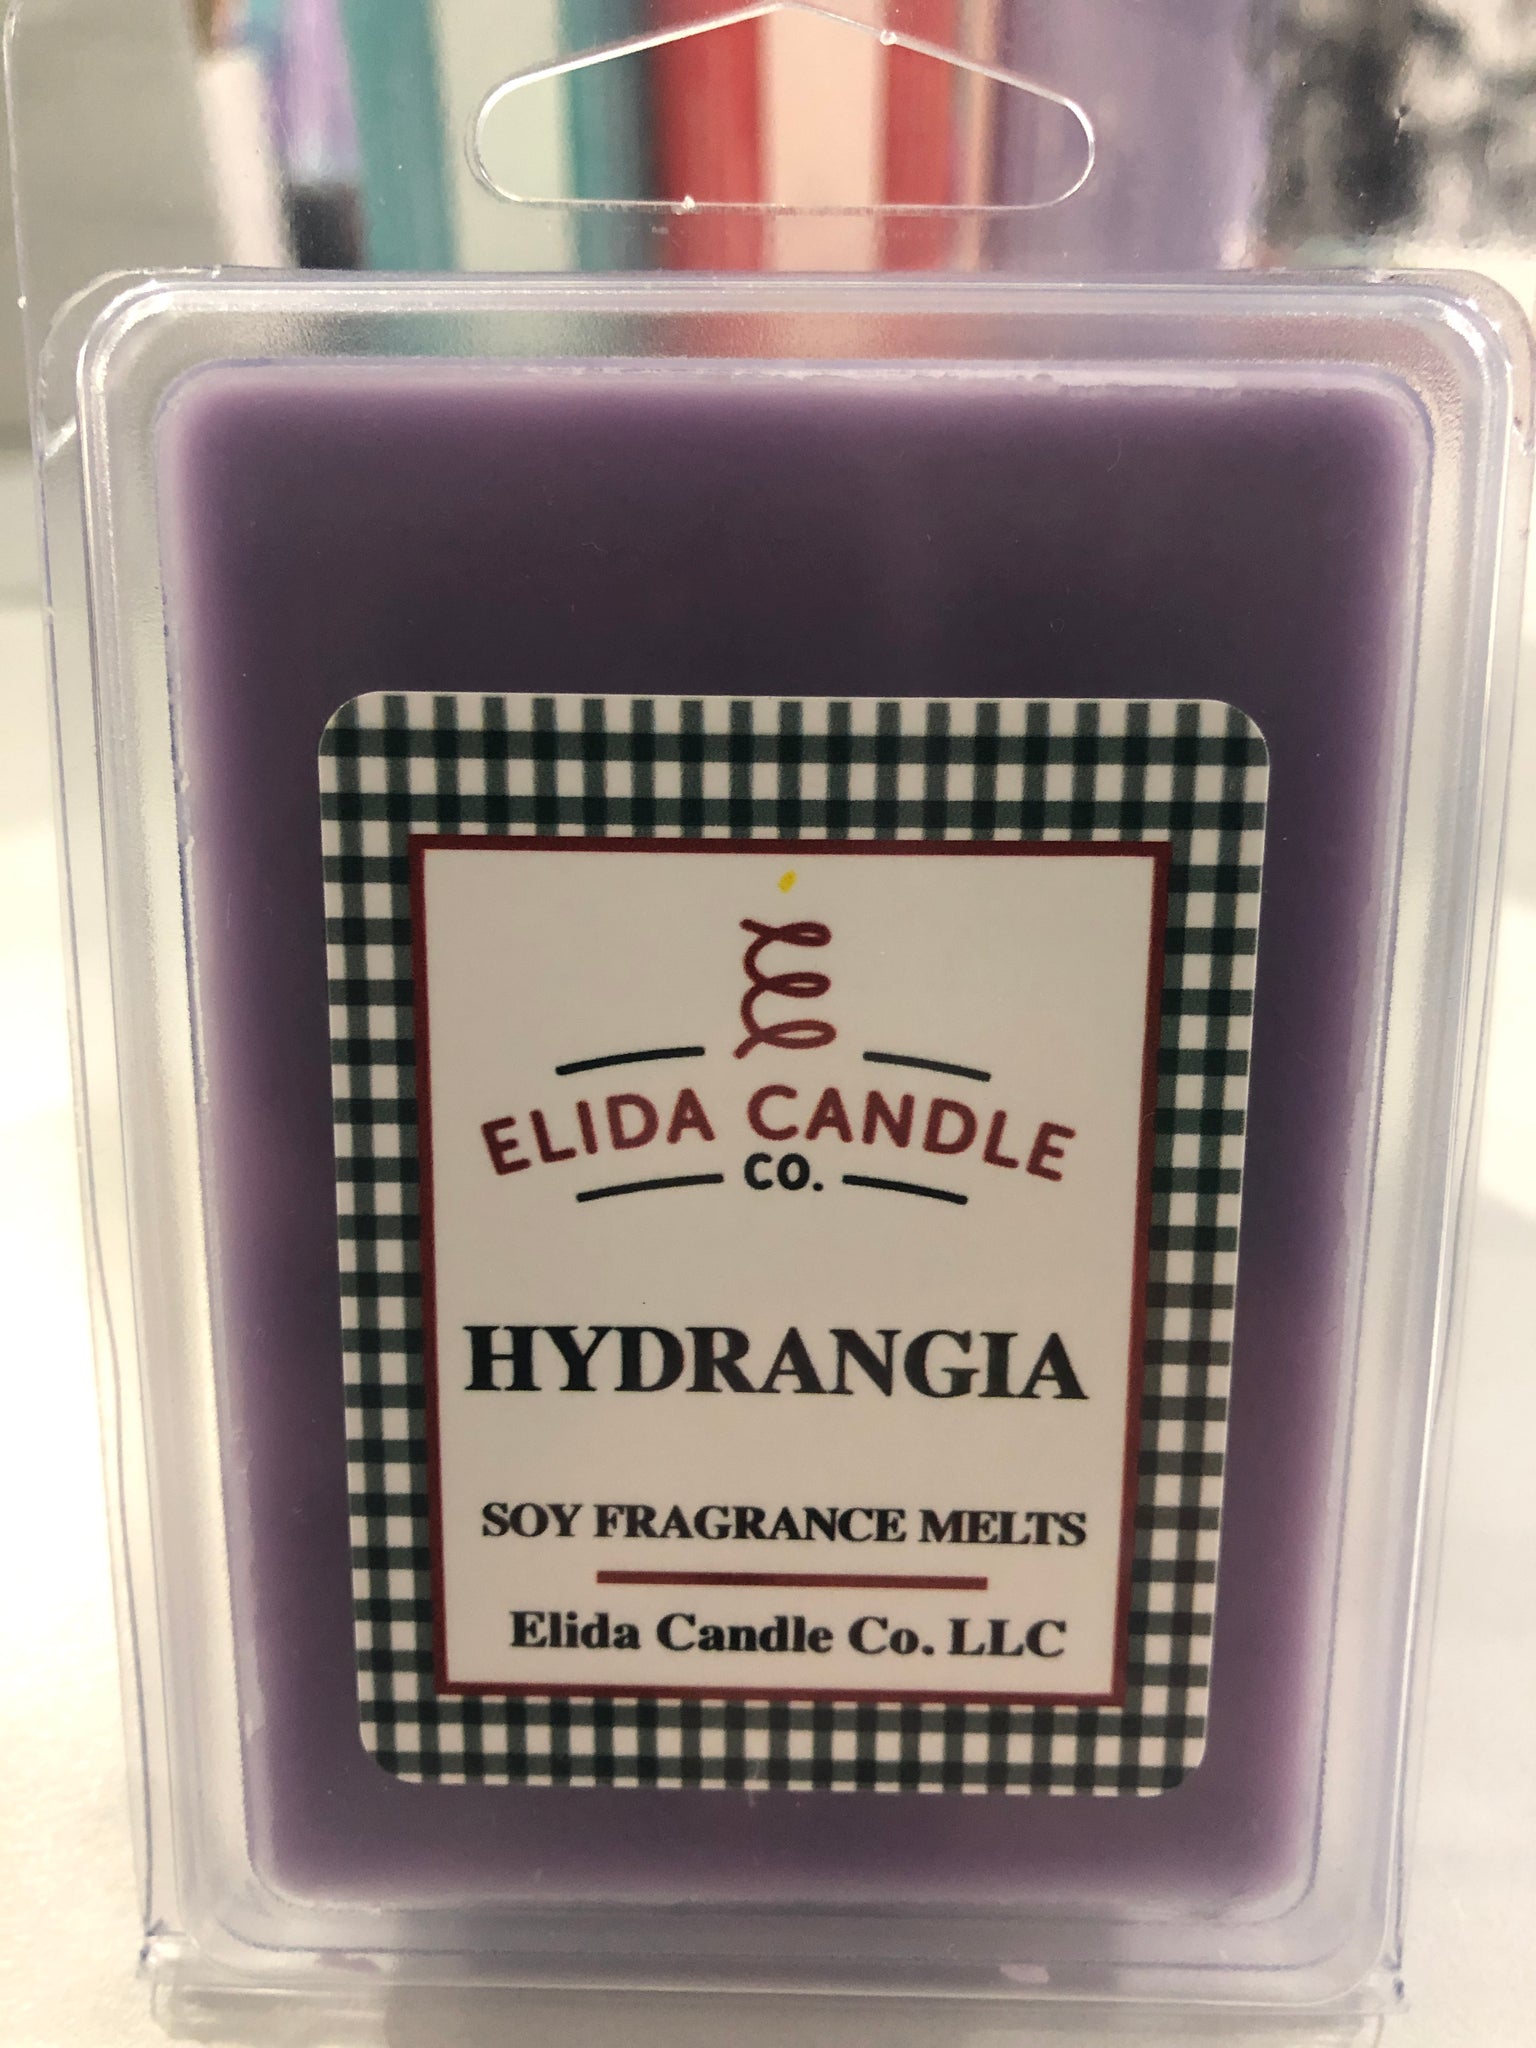 ELIDA CANDLE
CO.
HYDRANGIA
SOY FRAGRANCE MELTS
Elida Candle Co. LLC